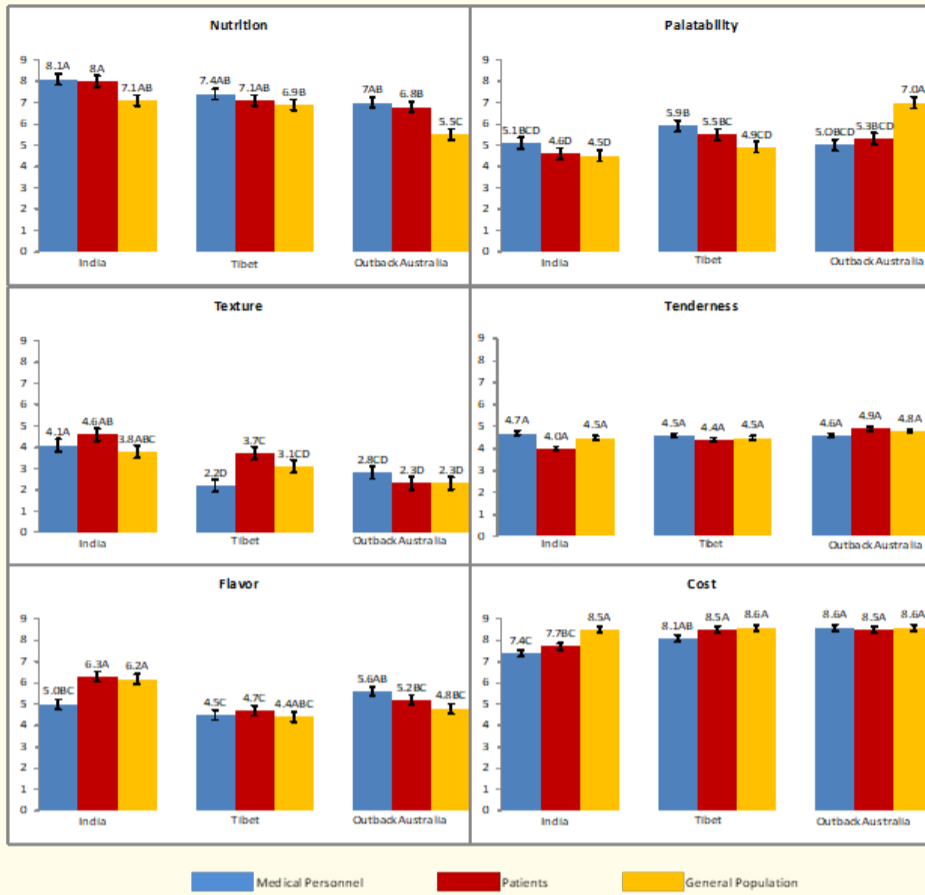 Nutrition
9
8
7
6
5
4
3
2
1
0
8.1A 8A 7.1AB
7.4AB 7.1AB 6.9B
7AB 6.8B 5.5C
India Tibet Outback Australia
Palatability
9
8
7
6
5
4
3
2
1
0
5.1BCD 4.6D 4.5D
5.9B 5.5BC 4.9CD
5.0BCD 5.3BCD 7.0A
India Tibet Outback Australia
Texture
9
8
7
6
5
4
3
2
1
0
4.1A 4.6AB 3.8ABC
2.2D 3.7C 3.1CD
2.8CD 2.3D 2.3D
India Tibet Outback Australia
Tenderness
9
8
7
6
5
4
3
2
1
0
4.7A 4.0A 4.5A
4.5A 4.4A 4.5A
4.6A 4.9A 4.8A
India Tibet Outback Australia
Flavor
9
8
7
6
5
4
3
2
1
0
5.0BC 6.3A 6.2A
4.5C 4.7C 4.4ABC
5.6AB 5.2BC 4.8BC
India Tibet Outback Australia
Cost
9
8
7
6
5
4
3
2
1
0
7.4C 7.7BC 8.5A
8.1AB 8.5A 8.6A
8.6A 8.5A 8.6A
India Tibet Outback Australia
Medical Personnel Patients General Population